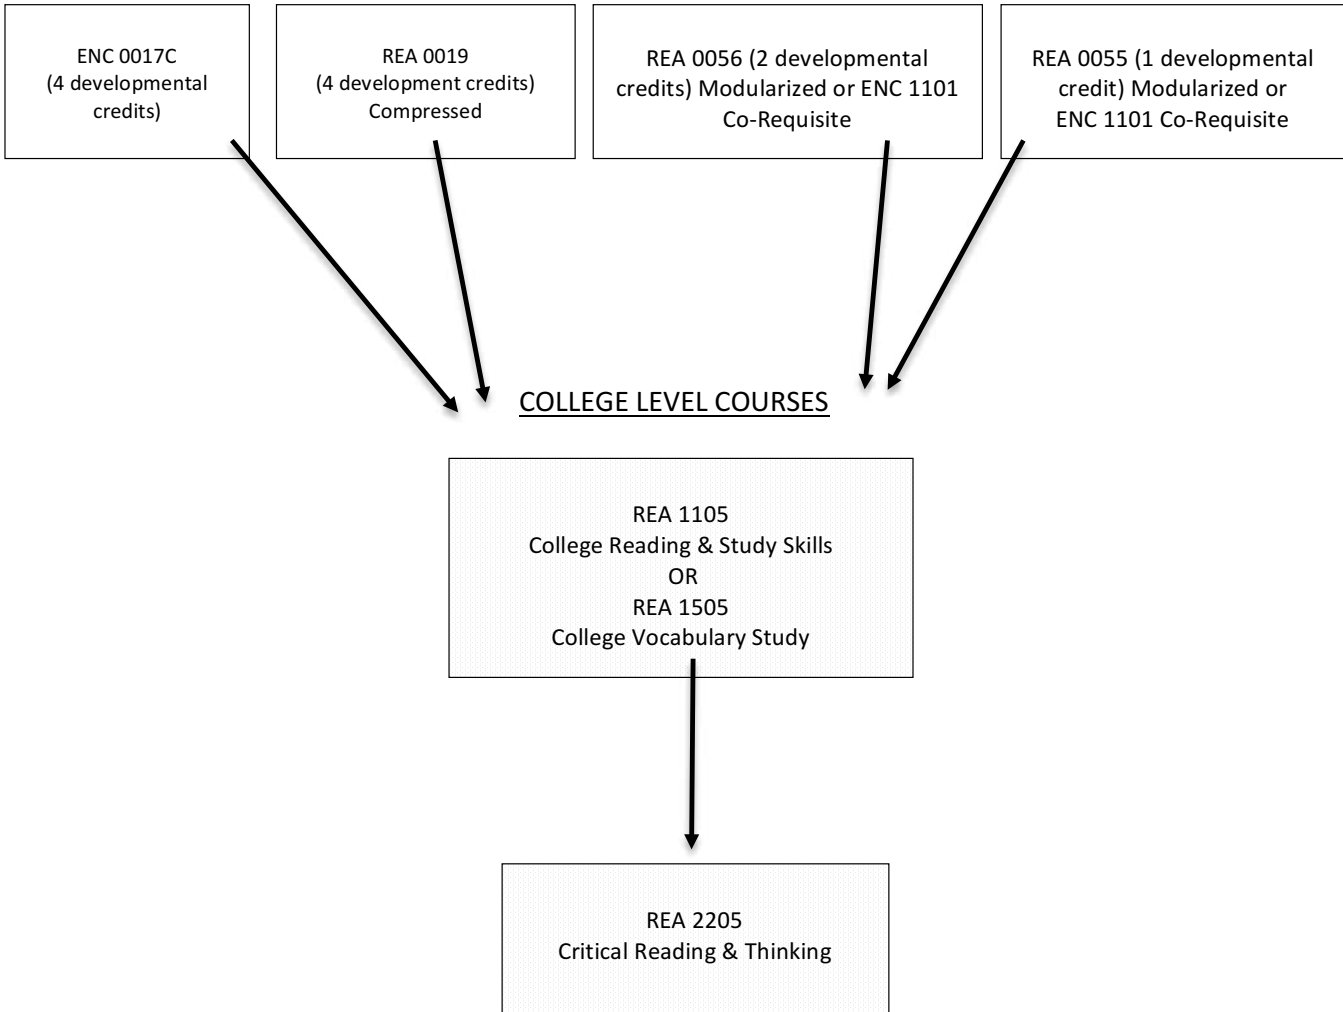 ENC 0017C
(4 developmental
credits)
REA 0019
(4 development credits)
Compressed
REA 0056 (2 developmental
credits) Modularized or ENC 1101
Co-Requisite
REA 0055 (1 developmental
credit) Modularized or
ENC 1101 Co-Requisite
COLLEGE LEVEL COURSES
REA 1105
College Reading & Study Skills
OR
REA 1505
College Vocabulary Study
REA 2205
Critical Reading & Thinking